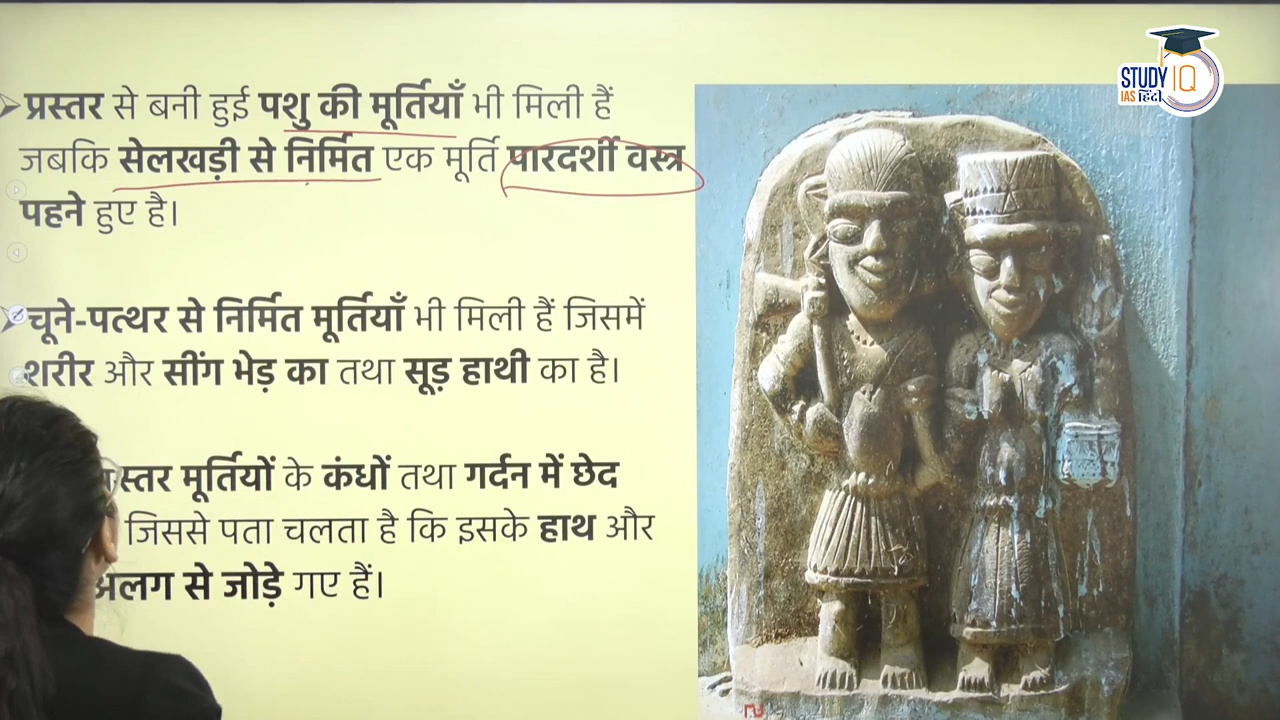 STUDY IQ
IAS हिंदी
प्रस्तर से बनी हुई पशु की मूर्तियाँ भी मिली हैं
जबकि सेलखड़ी से निर्मित एक मूर्ति पारदर्शी वस्त्र
पहने हुए है।
चूने-पत्थर से निर्मित मूर्तियाँ भी मिली हैं जिसमें
शरीर और सींग भेड़ का तथा सूड़ हाथी का है।
मूर्तियों के कंधों तथा गर्दन में छेद
जिससे पता चलता है कि इसके हाथ और
अलग से जोड़े गए हैं।